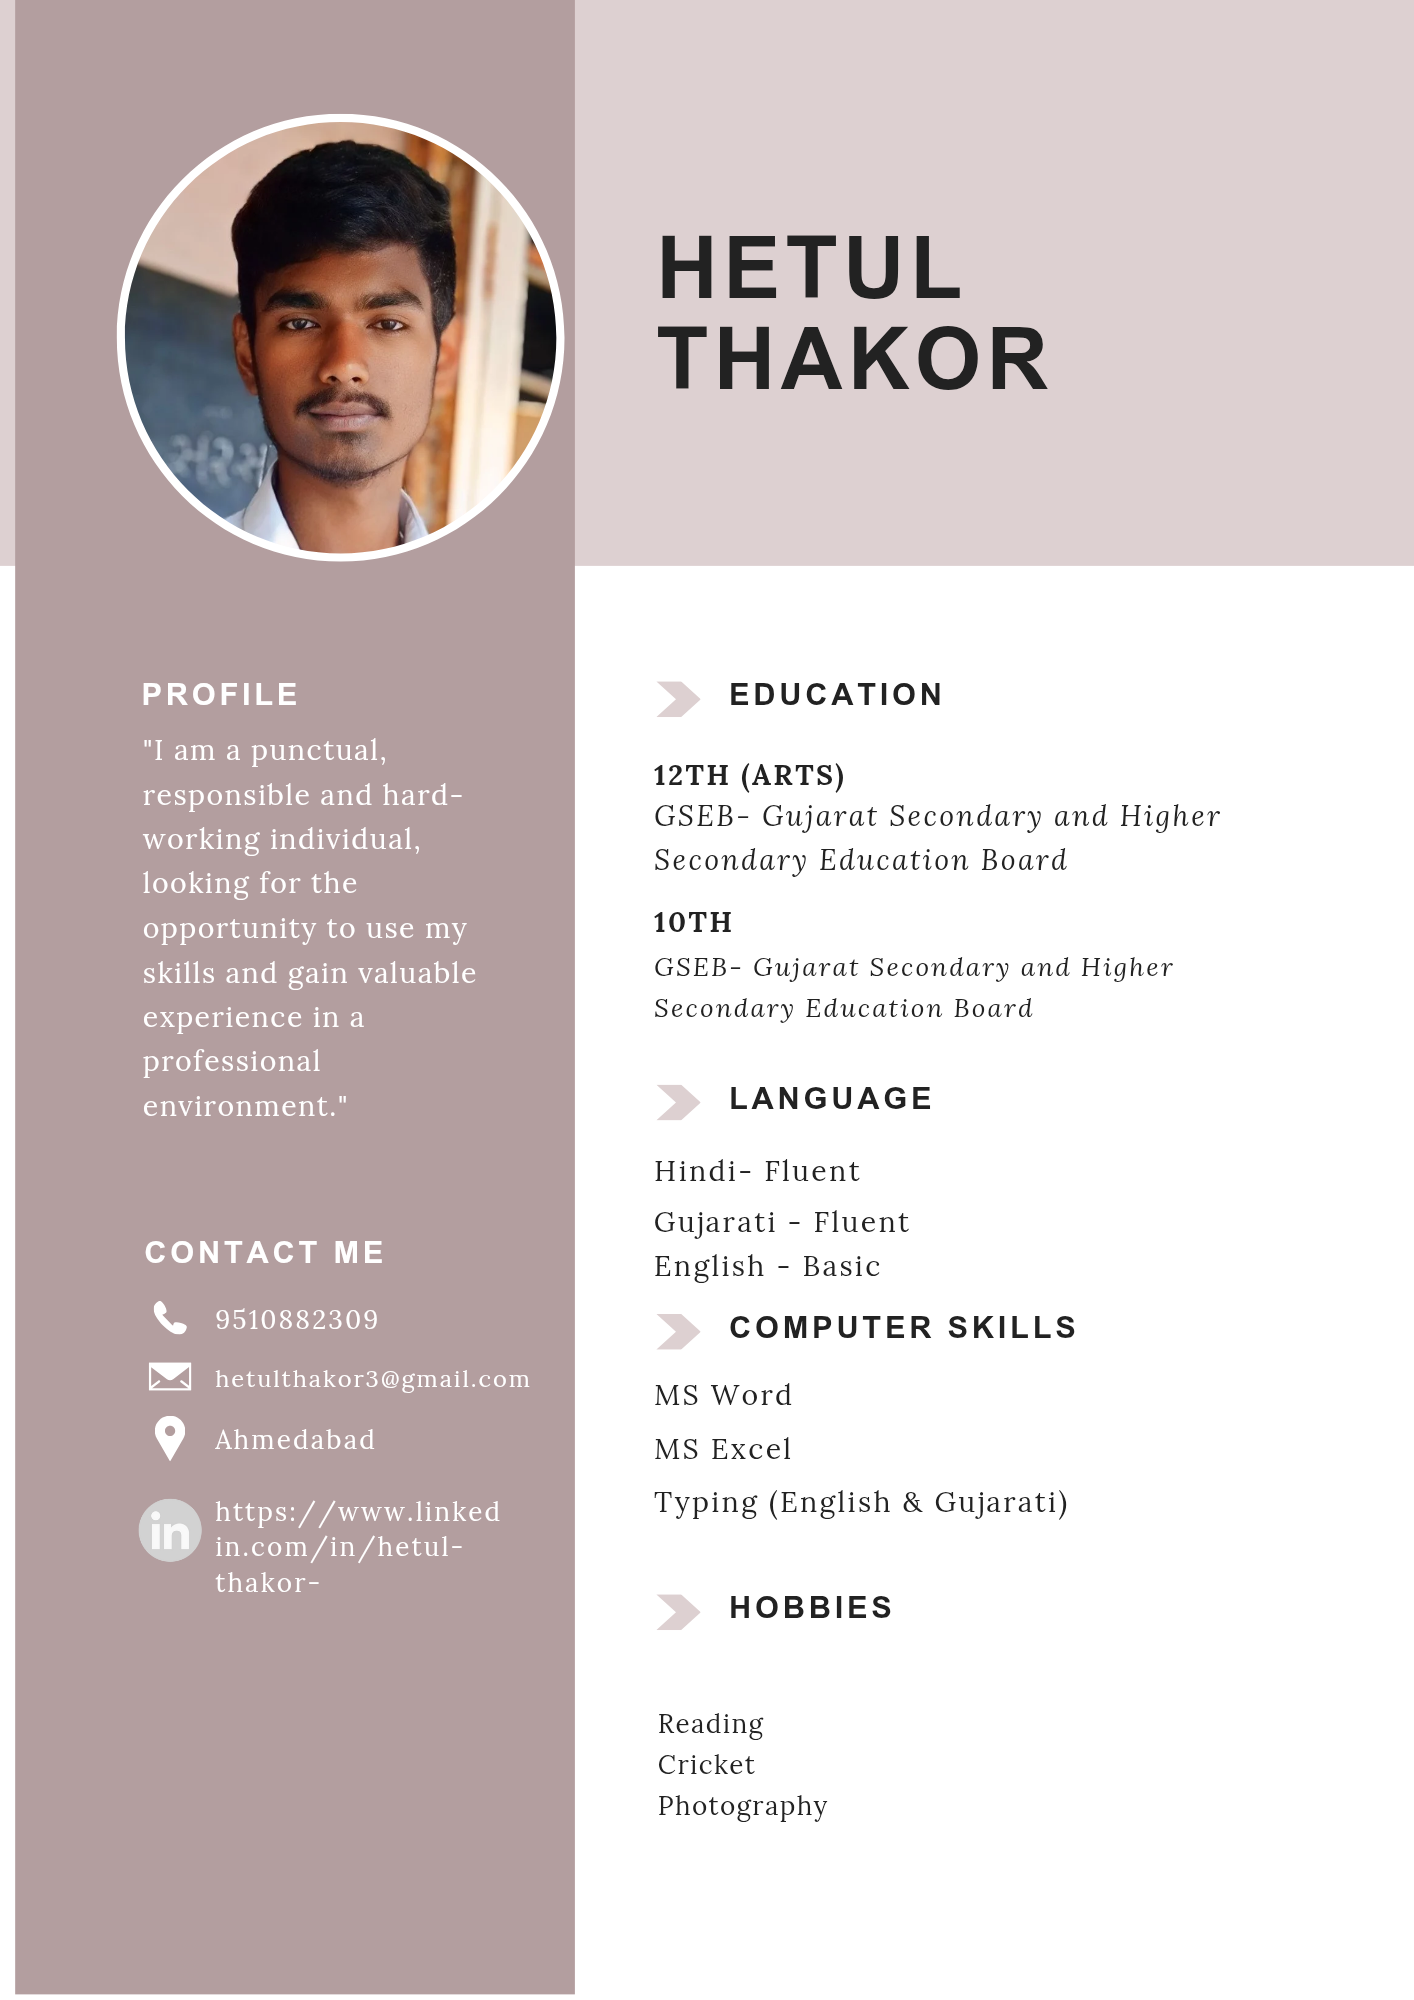 HETUL
THAKOR
PROFILE
"I am a punctual,
responsible and hard-
working individual,
looking for the
opportunity to use my
skills and gain valuable
experience in a
professional
environment."
CONTACT ME
9510882309
hetulthakor3@gmail.com
Ahmedabad
in
https://www.linked
in.com/in/hetul-
thakor-
EDUCATION
12TH (ARTS)
GSEB- Gujarat Secondary and Higher
Secondary Education Board
10TH
GSEB- Gujarat Secondary and Higher
Secondary Education Board
LANGUAGE
Hindi- Fluent
Gujarati - Fluent
English - Basic
COMPUTER SKILLS
MS Word
MS Excel
Typing (English & Gujarati)
HOBBIES
Reading
Cricket
Photography